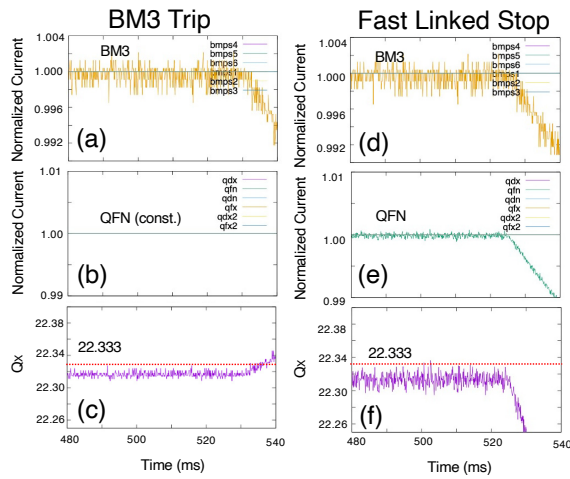 BM3 Trip
Fast Linked Stop
1.004
1.000
0.996
0.992
Normalized Current
BM3
bmps4
bmps5
bmps6
bmps1
bmps2
bmps3
(a)
1.004
1.000
0.996
0.992
Normalized Current
BM3
bmps4
bmps5
bmps6
bmps1
bmps2
bmps3
(d)
1.01
1.00
0.99
Normalized Current
QFN (const.)
qdx
qfn
qdn
qfx
qdx2
qfx2
(b)
1.01
1.00
0.99
Normalized Current
QFN
qdx
qfn
qdn
qfx
qdx2
qfx2
(e)
22.38
22.34
22.30
22.26
Qx
22.333
(c)
480 500 520 540
Time (ms)
22.38
22.34
22.30
22.26
Qx
22.333
(f)
480 500 520 540
Time (ms)